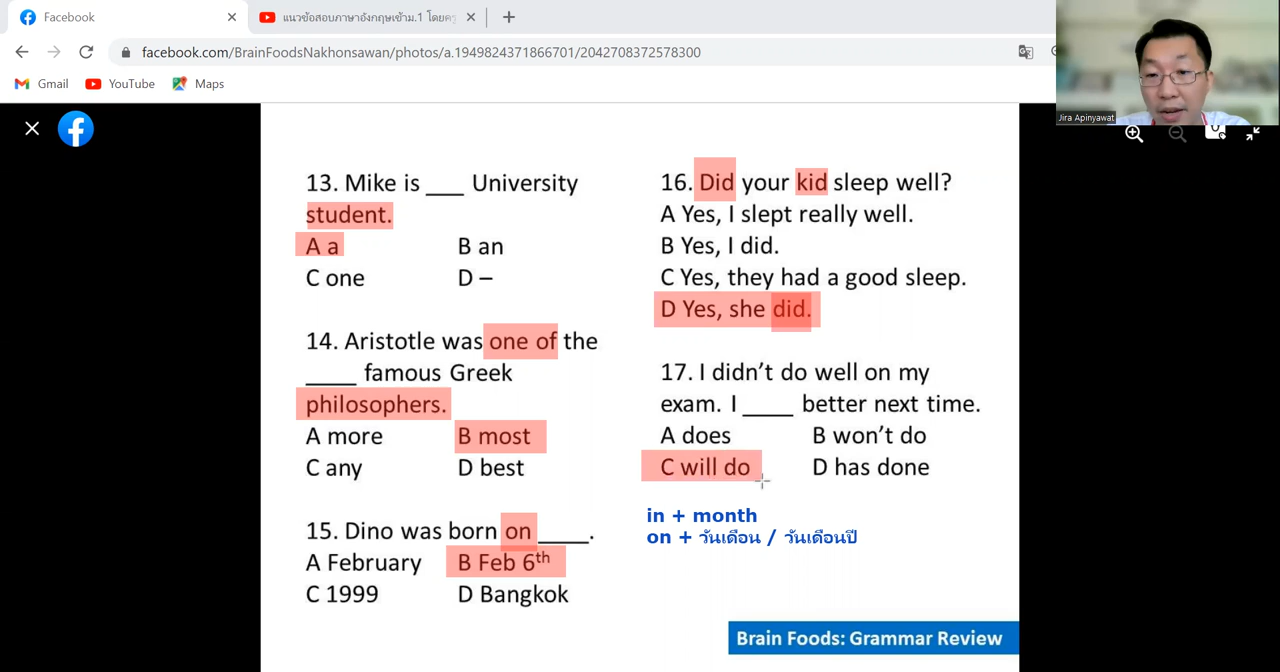 Facebook
แนวข้อสอบภาษาอังกฤษเข้าม.1 โดยครู
facebook.com/BrainFoodsNakhonsawan/photos/a.1949824371866701/2042708372578300
Gmail YouTube Maps
Jira Apinyawat
13. Mike is ___ University
student.
A a B an
C one D –
14. Aristotle was one of the
____ famous Greek
philosophers.
A more B most
C any D best
15. Dino was born on ____.
A February B Feb 6th
C 1999 D Bangkok
16. Did your kid sleep well?
A Yes, I slept really well.
B Yes, I did.
C Yes, they had a good sleep.
D Yes, she did.
17. I didn’t do well on my
exam. I ____ better next time.
A does B won’t do
C will do D has done
in + month
on + วันเดือน / วันเดือนปี
Brain Foods: Grammar Review